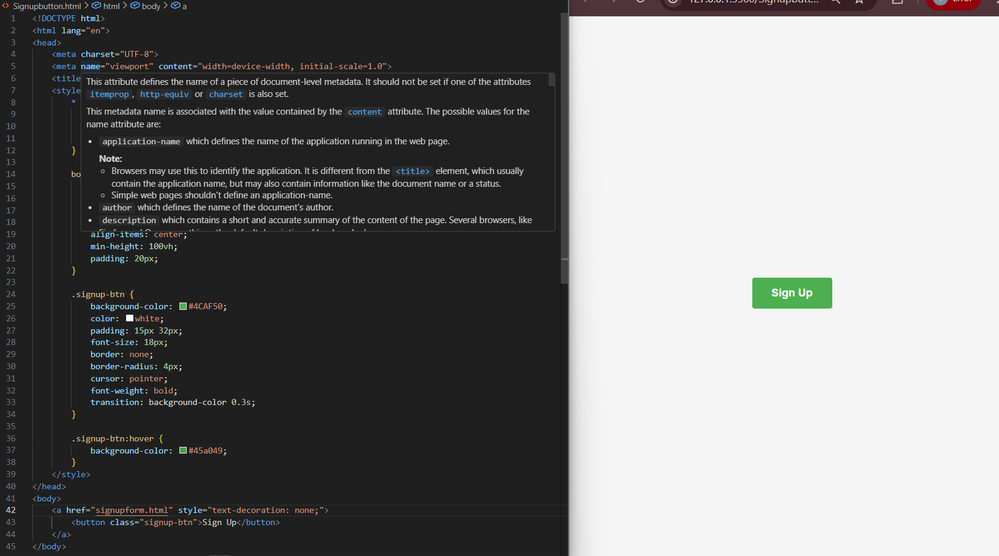 Signupbutton.html > html > body > a
1 <!DOCTYPE html>
2 <html lang="en">
3 <head>
4 <meta charset="UTF-8">
5 <meta name="viewport" content="width=device-width, initial-scale=1.0">
6 <title
7 <style
8 *
9
10
11
12 }
13
14 bo
15
16
17
18
This attribute defines the name of a piece of document-level metadata. It should not be set if one of the attributes
itemprop , http-equiv or charset is also set.
This metadata name is associated with the value contained by the content attribute. The possible values for the
name attribute are:
• application-name which defines the name of the application running in the web page.
Note:
◦ Browsers may use this to identify the application. It is different from the <title> element, which usually
contain the application name, but may also contain information like the document name or a status.
◦ Simple web pages shouldn't define an application-name.
• author which defines the name of the document's author.
• description which contains a short and accurate summary of the content of the page. Several browsers, like
19 align-items: center;
20 min-height: 100vh;
21 padding: 20px;
22 }
23
24 .signup-btn {
25 background-color: #4CAF50;
26 color: white;
27 padding: 15px 32px;
28 font-size: 18px;
29 border: none;
30 border-radius: 4px;
31 cursor: pointer;
32 font-weight: bold;
33 transition: background-color 0.3s;
34 }
35
36 .signup-btn:hover {
37 background-color: #45a049;
38 }
39 </style>
40 </head>
41 <body>
42 <a href="signupform.html" style="text-decoration: none;">
43 <button class="signup-btn">Sign Up</button>
44 </a>
45 </body>
Sign Up